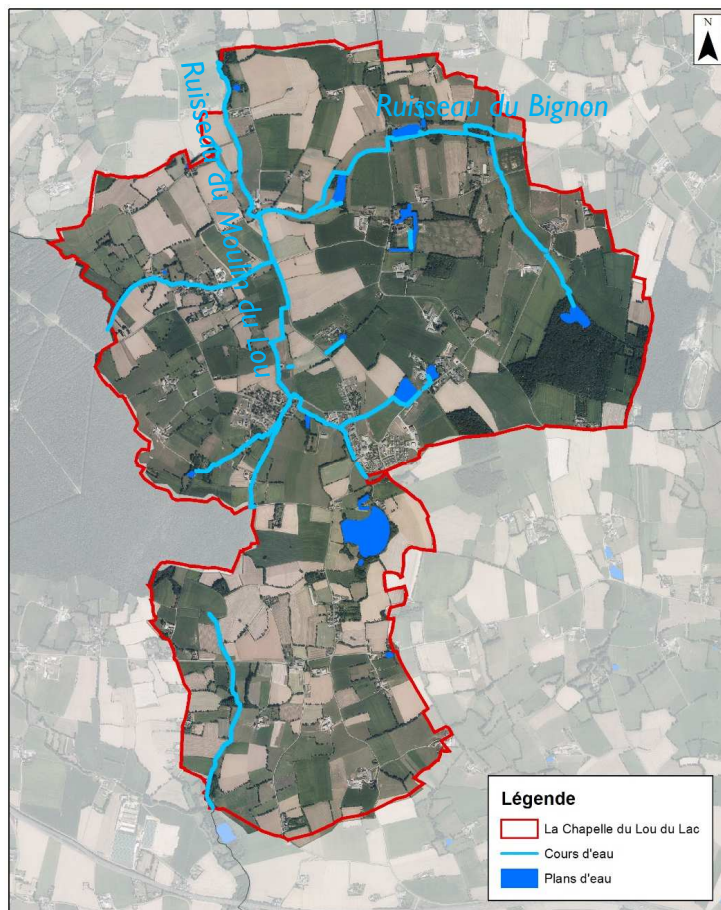 N
Ruisseau du Bignon
Ruisseau du Moulin du Lou
Légende
La Chapelle du Lou du Lac
Cours d'eau
Plans d'eau